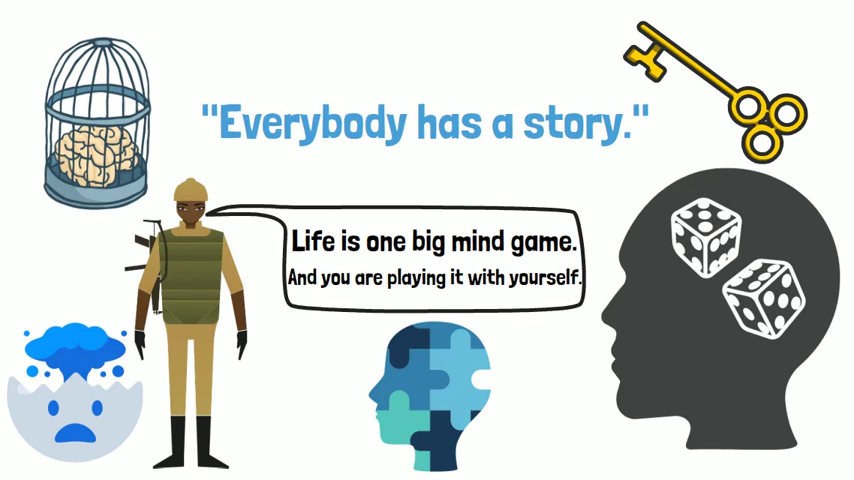 "Everybody has a story."
Life is one big mind game.
And you are playing it with yourself.